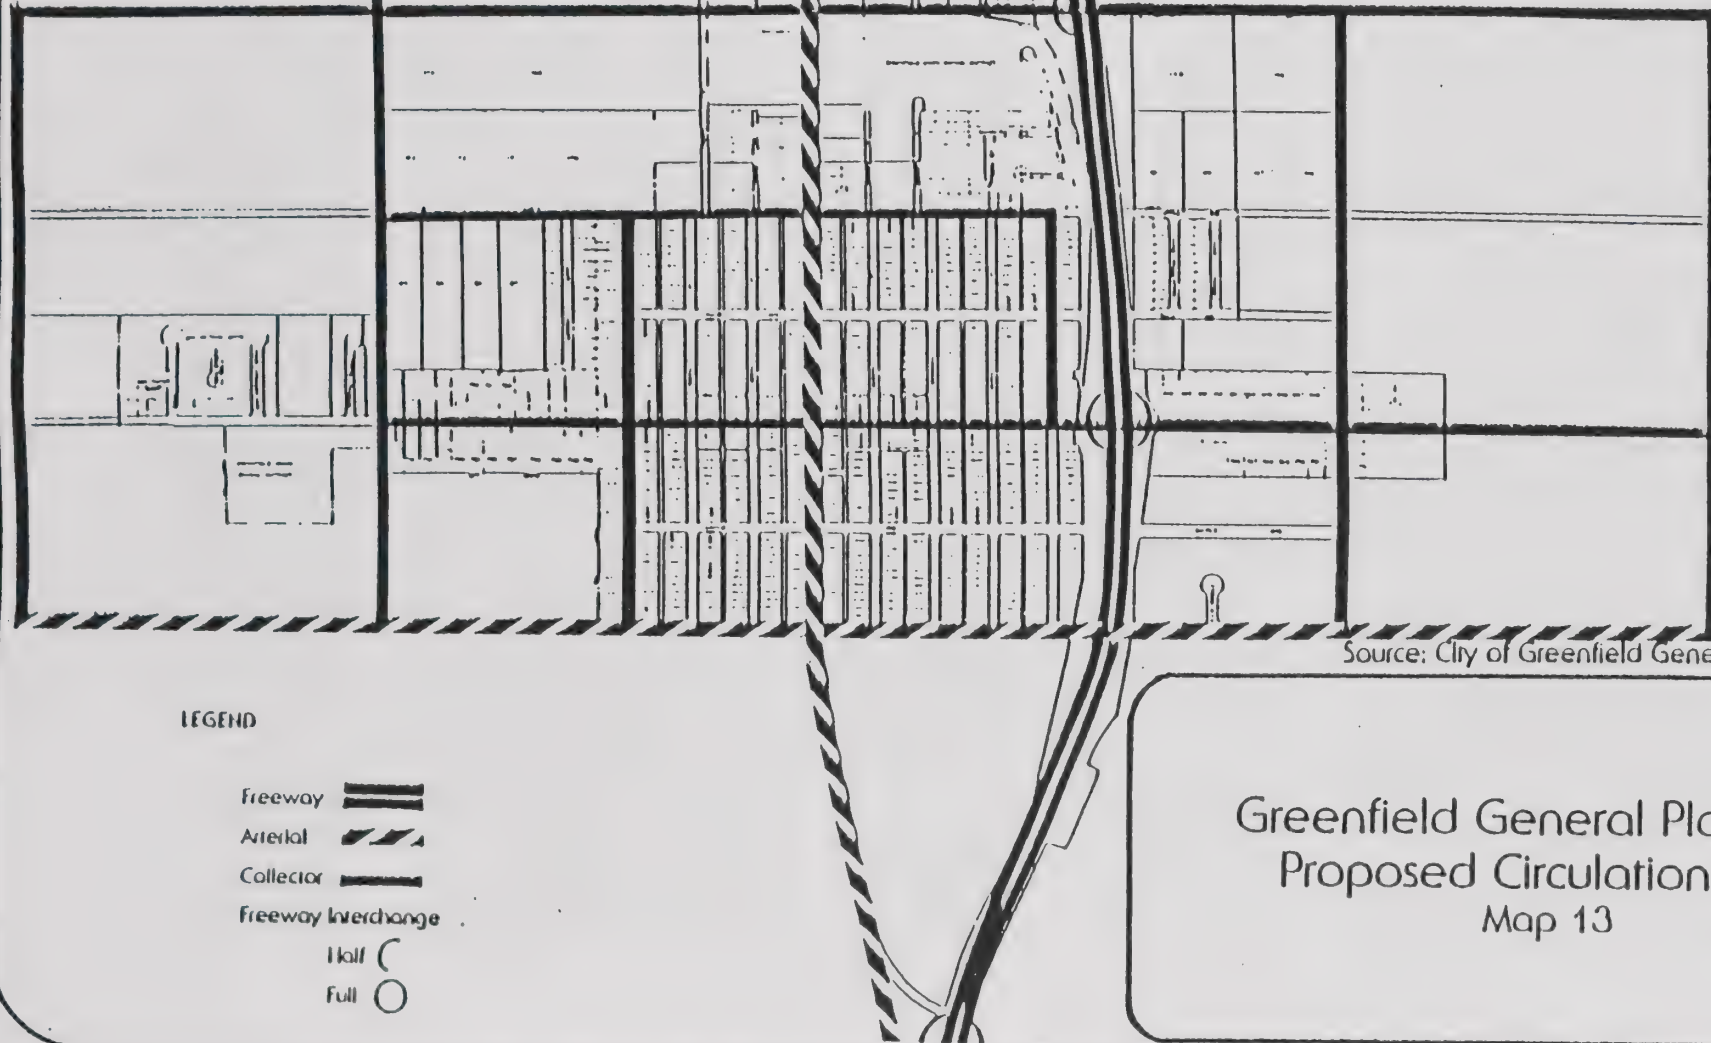 Source: City of Greenfield Gene
LEGEND
Freeway
Arterial
Collector
Freeway Interchange
Half
Full
Greenfield General Pla
Proposed Circulation
Map 13